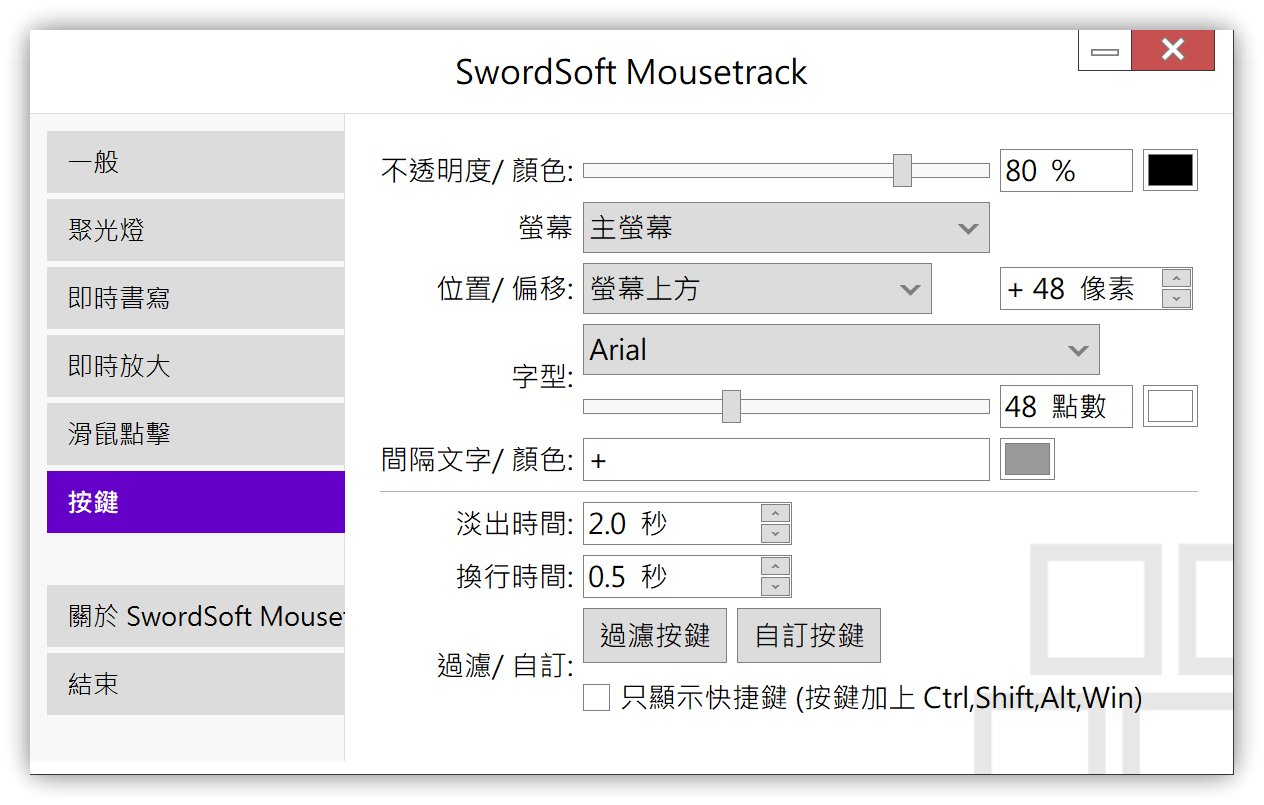 SwordSoft Mousetrack
一般
聚光燈
即時書寫
即時放大
滑鼠點擊
按鍵
關於 SwordSoft Mouse
結束
不透明度/ 顏色: 80 %
螢幕 主螢幕
位置/ 偏移: 螢幕上方 + 48 像素
字型: Arial
48 點數
間隔文字/ 顏色: +
淡出時間: 2.0 秒
換行時間: 0.5 秒
過濾/ 自訂: 過濾按鍵 自訂按鍵
只顯示快捷鍵 (按鍵加上 Ctrl,Shift,Alt,Win)